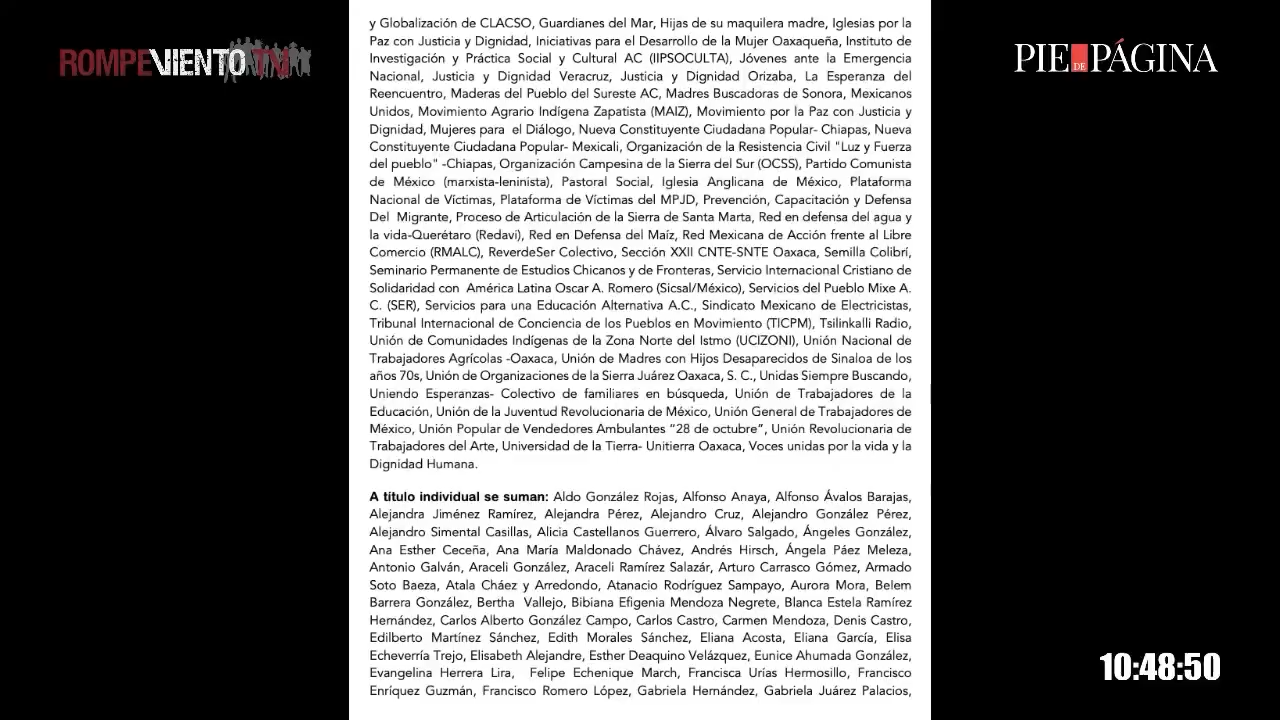 ROMPEVIENTO TV
PIE DE PÁGINA
y Globalización de CLACSO, Guardianes del Mar, Hijas de su maquilera madre, Iglesias por la
Paz con Justicia y Dignidad, Iniciativas para el Desarrollo de la Mujer Oaxaqueña, Instituto de
Investigación y Práctica Social y Cultural AC (IIPSOCULTA), Jóvenes ante la Emergencia
Nacional, Justicia y Dignidad Veracruz, Justicia y Dignidad Orizaba, La Esperanza del
Reencuentro, Maderas del Pueblo del Sureste AC, Madres Buscadoras de Sonora, Mexicanos
Unidos, Movimiento Agrario Indígena Zapatista (MAIZ), Movimiento por la Paz con Justicia y
Dignidad, Mujeres para el Diálogo, Nueva Constituyente Ciudadana Popular- Chiapas, Nueva
Constituyente Ciudadana Popular- Mexicali, Organización de la Resistencia Civil "Luz y Fuerza
del pueblo" -Chiapas, Organización Campesina de la Sierra del Sur (OCSS), Partido Comunista
de México (marxista-leninista), Pastoral Social, Iglesia Anglicana de México, Plataforma
Nacional de Víctimas, Plataforma de Víctimas del MPJD, Prevención, Capacitación y Defensa
Del Migrante, Proceso de Articulación de la Sierra de Santa Marta, Red en defensa del agua y
la vida-Querétaro (Redavi), Red en Defensa del Maíz, Red Mexicana de Acción frente al Libre
Comercio (RMALC), ReverdeSer Colectivo, Sección XXII CNTE-SNTE Oaxaca, Semilla Colibrí,
Seminario Permanente de Estudios Chicanos y de Fronteras, Servicio Internacional Cristiano de
Solidaridad con América Latina Oscar A. Romero (Sicsal/México), Servicios del Pueblo Mixe A.
C. (SER), Servicios para una Educación Alternativa A.C., Sindicato Mexicano de Electricistas,
Tribunal Internacional de Conciencia de los Pueblos en Movimiento (TICPM), Tsilinkalli Radio,
Unión de Comunidades Indígenas de la Zona Norte del Istmo (UCIZONI), Unión Nacional de
Trabajadores Agrícolas -Oaxaca, Unión de Madres con Hijos Desaparecidos de Sinaloa de los
años 70s, Unión de Organizaciones de la Sierra Juárez Oaxaca, S. C., Unidas Siempre Buscando,
Uniendo Esperanzas- Colectivo de familiares en búsqueda, Unión de Trabajadores de la
Educación, Unión de la Juventud Revolucionaria de México, Unión General de Trabajadores de
México, Unión Popular de Vendedores Ambulantes “28 de octubre”, Unión Revolucionaria de
Trabajadores del Arte, Universidad de la Tierra- Unitierra Oaxaca, Voces unidas por la vida y la
Dignidad Humana.
A título individual se suman: Aldo González Rojas, Alfonso Anaya, Alfonso Ávalos Barajas,
Alejandra Jiménez Ramírez, Alejandra Pérez, Alejandro Cruz, Alejandro González Pérez,
Alejandro Simental Casillas, Alicia Castellanos Guerrero, Álvaro Salgado, Ángeles González,
Ana Esther Ceceña, Ana María Maldonado Chávez, Andrés Hirsch, Ángela Páez Meleza,
Antonio Galván, Araceli González, Araceli Ramírez Salazár, Arturo Carrasco Gómez, Armado
Soto Baeza, Atala Cháez y Arredondo, Atanacio Rodríguez Sampayo, Aurora Mora, Belem
Barrera González, Bertha Vallejo, Bibiana Efigenia Mendoza Negrete, Blanca Estela Ramírez
Hernández, Carlos Alberto González Campo, Carlos Castro, Carmen Mendoza, Denis Castro,
Edilberto Martínez Sánchez, Edith Morales Sánchez, Eliana Acosta, Eliana García, Elisa
Echeverría Trejo, Elisabeth Alejandre, Esther Deaquino Velázquez, Eunice Ahumada González,
Evangelina Herrera Lira, Felipe Echenique March, Francisca Urías Hermosillo, Francisco
Enríquez Guzmán, Francisco Romero López, Gabriela Hernández, Gabriela Juárez Palacios,
10:48:50